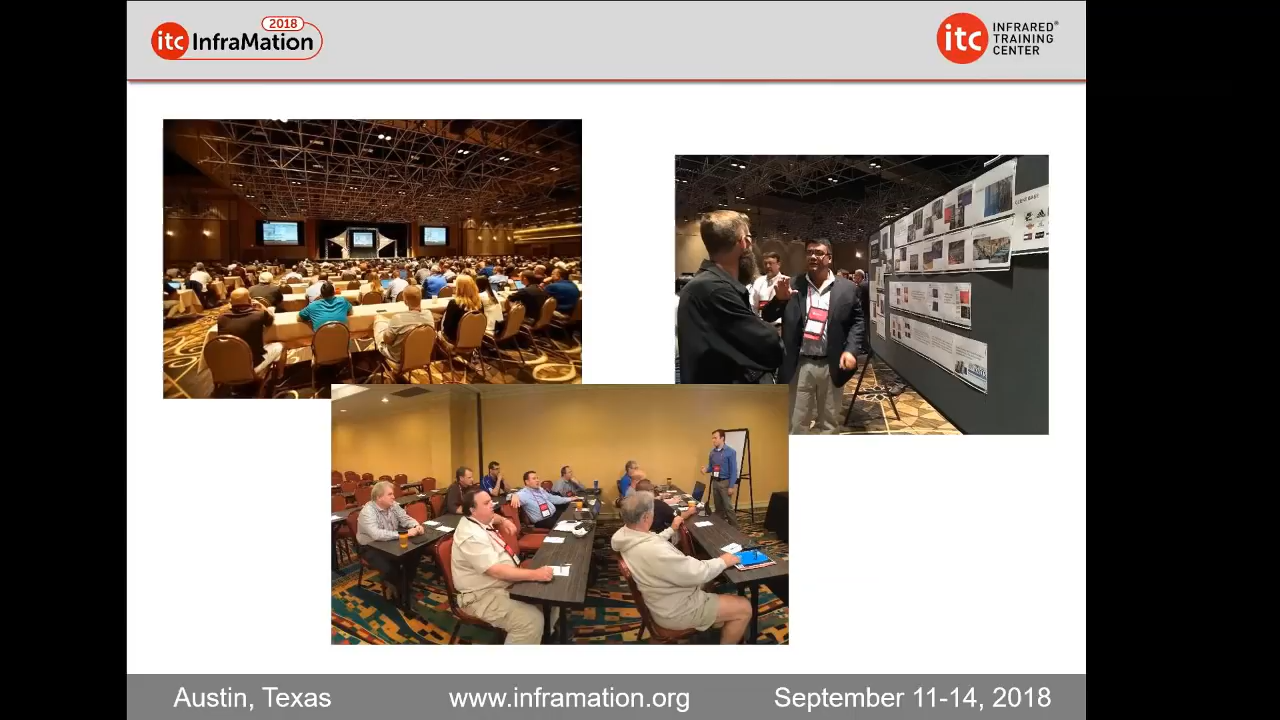 2018
itc InfraMation
itc INFRARED®
TRAINING
CENTER
Austin, Texas
www.inframation.org
September 11-14, 2018